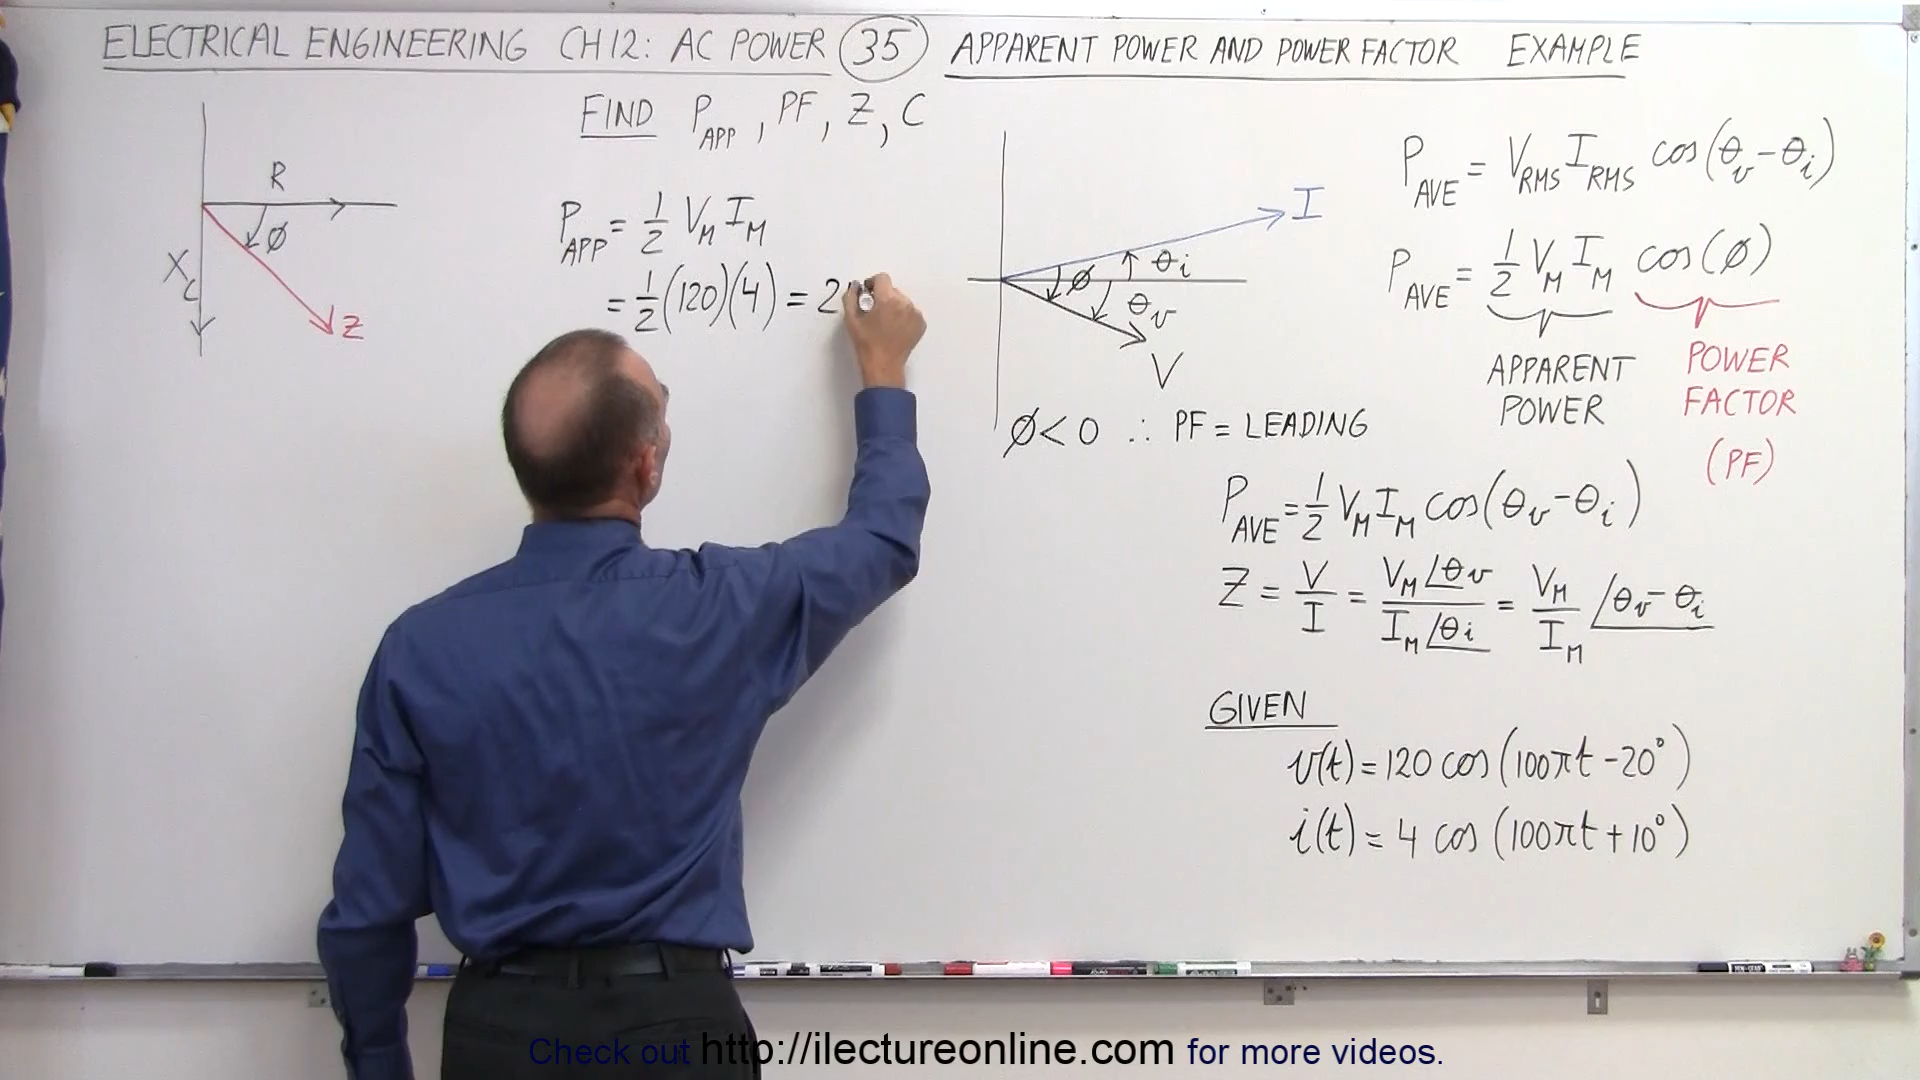 ELECTRICAL ENGINEERING CH 12: AC POWER 35 APPARENT POWER AND POWER FACTOR EXAMPLE
FIND P_APP, PF, Z, C
R
ø
X_C
Z
P_APP = 1/2 V_M I_M
= 1/2 (120)(4) = 2
I
ø
θ_i
θ_v
V
ø < 0 ∴ PF = LEADING
P_AVE = V_RMS I_RMS cos(θ_v - θ_i)
P_AVE = 1/2 V_M I_M cos(ø)
APPARENT POWER
POWER FACTOR
(PF)
P_AVE = 1/2 V_M I_M cos(θ_v - θ_i)
Z = V/I = V_M∠θ_v / I_M∠θ_i = V_M/I_M ∠θ_v - θ_i
GIVEN
v(t) = 120 cos(100πt - 20°)
i(t) = 4 cos(100πt + 10°)
Check out http://ilectureonline.com for more videos.